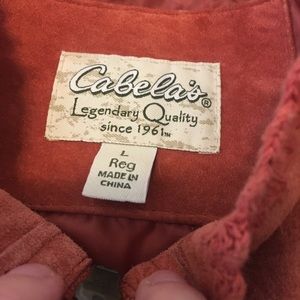 Cabela's®
Legendary Quality
since 1961™
L
Reg
MADE IN
CHINA